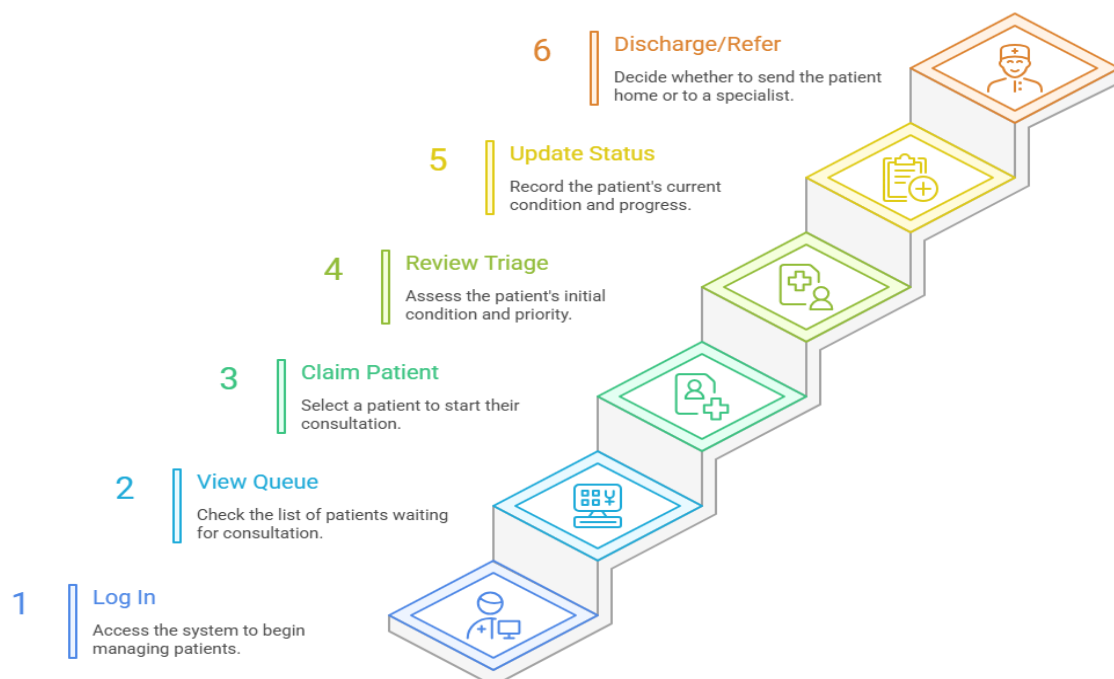 6
Discharge/Refer
Decide whether to send the patient
home or to a specialist.
5
Update Status
Record the patient's current
condition and progress.
4
Review Triage
Assess the patient's initial
condition and priority.
3
Claim Patient
Select a patient to start their
consultation.
2
View Queue
Check the list of patients waiting
for consultation.
1
Log In
Access the system to begin
managing patients.